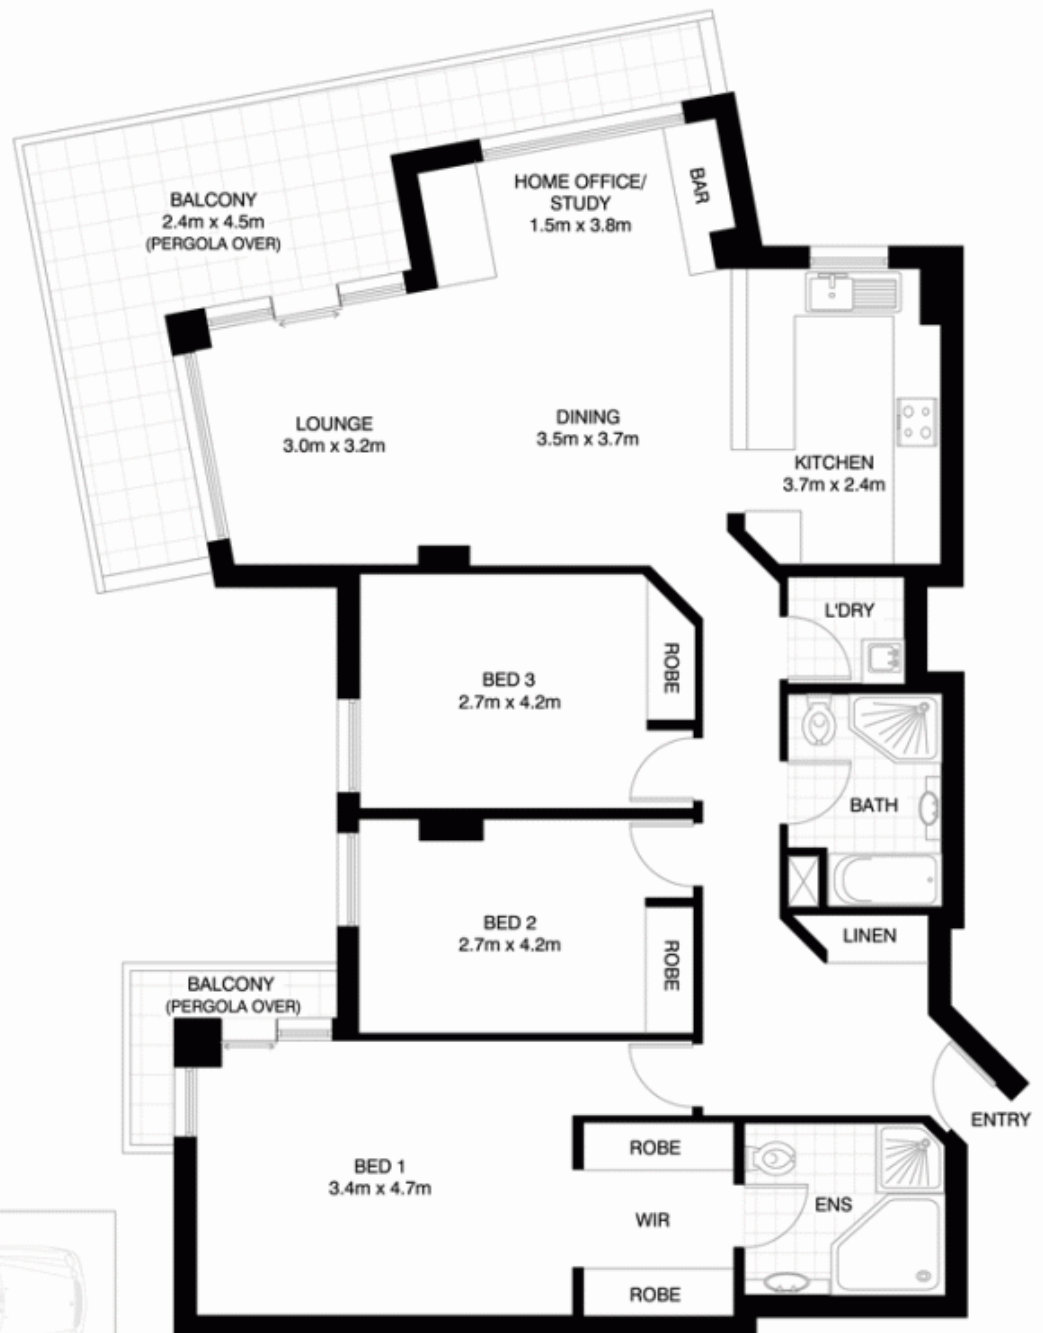 BALCONY
2.4m x 4.5m
(PERGOLA OVER)
HOME OFFICE/
STUDY
1.5m x 3.8m
BAR
LOUNGE
3.0m x 3.2m
DINING
3.5m x 3.7m
KITCHEN
3.7m x 2.4m
L'DRY
BED 3
2.7m x 4.2m
ROBE
BATH
BED 2
2.7m x 4.2m
ROBE
LINEN
BALCONY
(PERGOLA OVER)
ENTRY
BED 1
3.4m x 4.7m
ROBE
WIR
ENS
ROBE